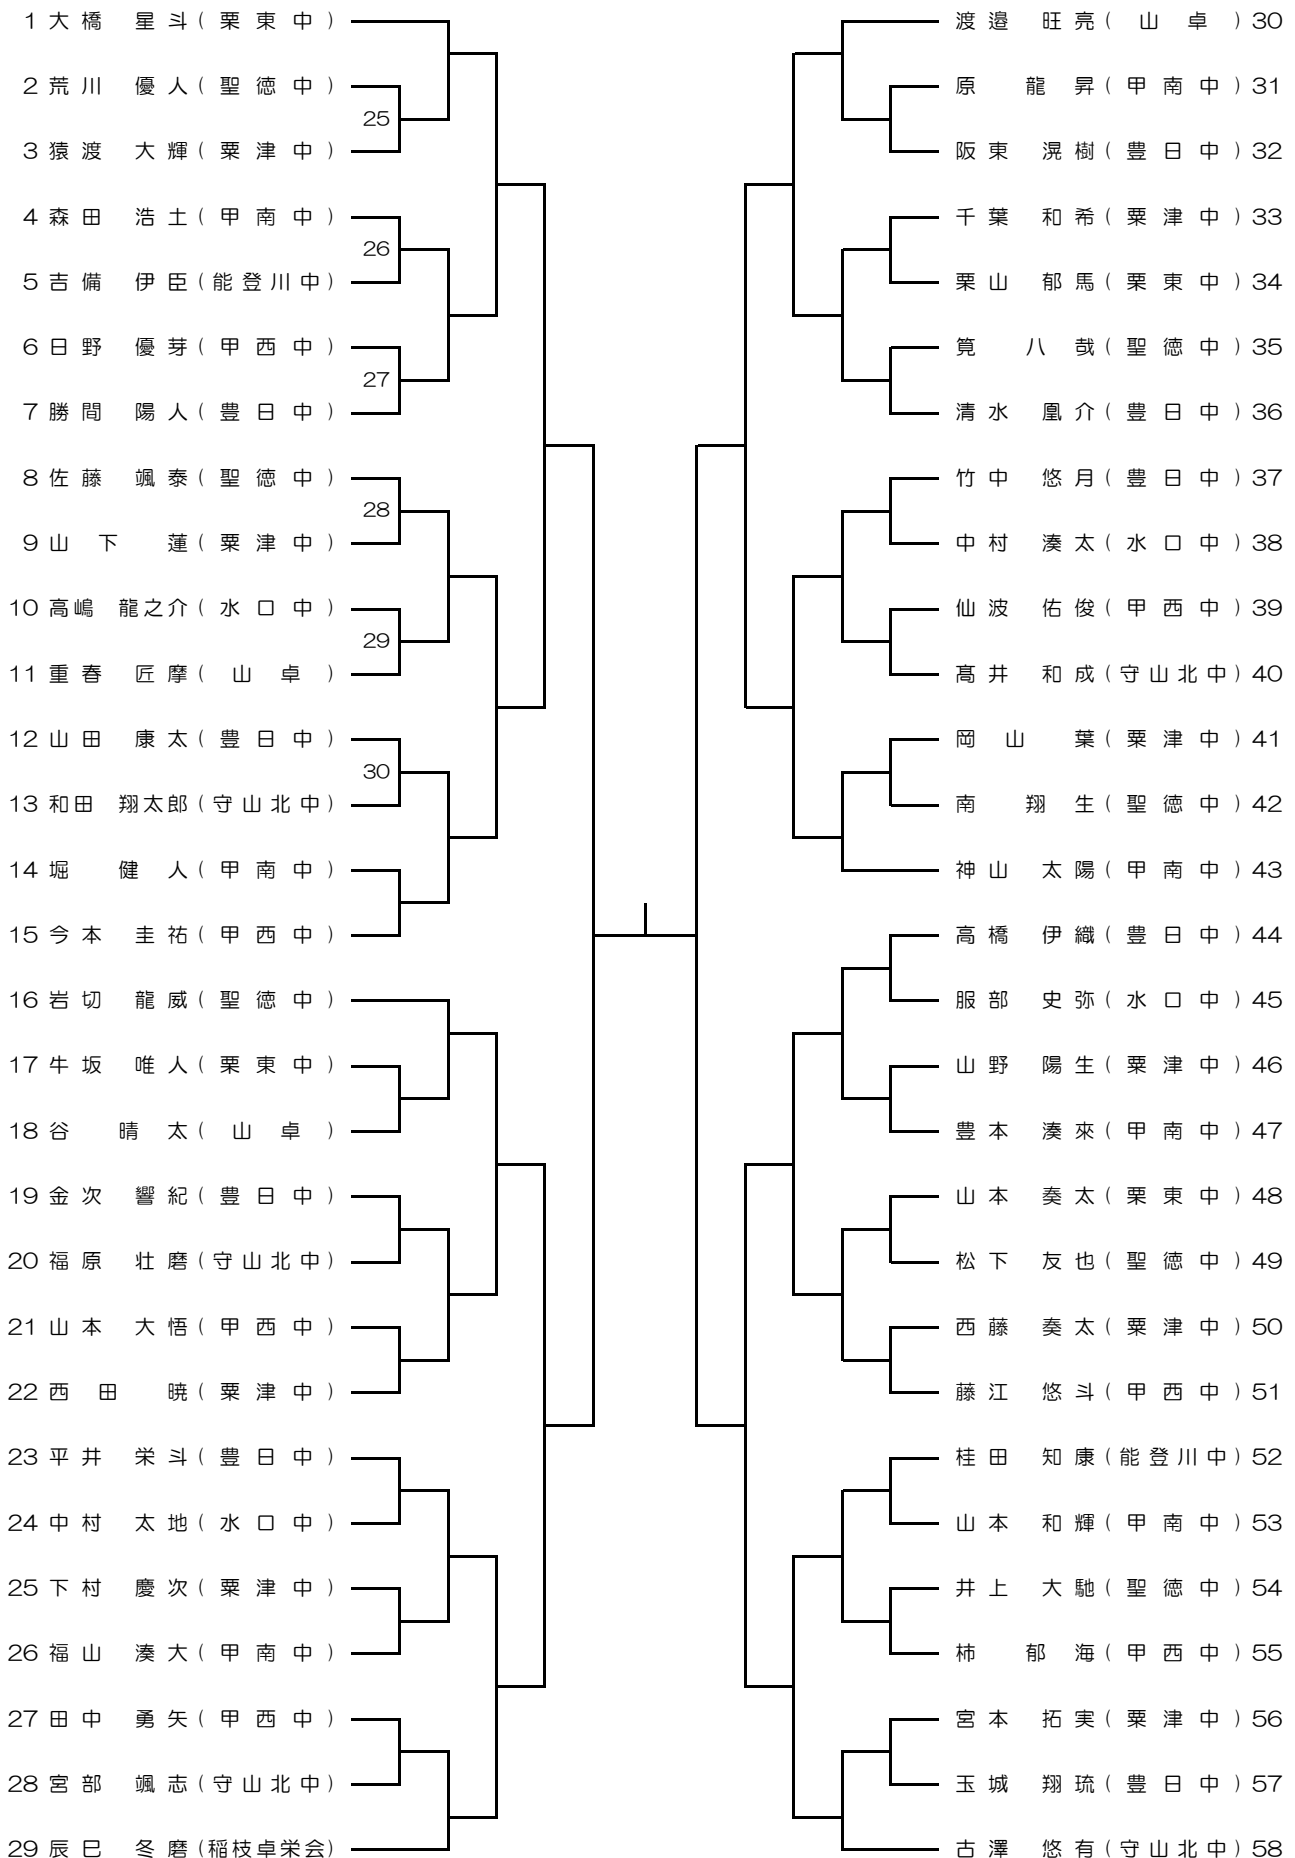 1 大橋 星斗(栗東中)
2 荒川 優人(聖徳中)
25
3 猿渡 大輝(粟津中)
4 森田 浩土(甲南中)
26
5 吉備 伊臣(能登川中)
6 日野 優芽(甲西中)
27
7 勝間 陽人(豊日中)
8 佐藤 颯泰(聖徳中)
28
9 山下 蓮(粟津中)
10 高嶋 龍之介(水口中)
29
11 重春 匠摩(山卓)
12 山田 康太(豊日中)
30
13 和田 翔太郎(守山北中)
14 堀 健人(甲南中)
15 今本 圭祐(甲西中)
16 岩切 龍威(聖徳中)
17 牛坂 唯人(栗東中)
18 谷 晴太(山卓)
19 金次 響紀(豊日中)
20 福原 壮磨(守山北中)
21 山本 大悟(甲西中)
22 西田 暁(粟津中)
23 平井 栄斗(豊日中)
24 中村 太地(水口中)
25 下村 慶次(粟津中)
26 福山 湊大(甲南中)
27 田中 勇矢(甲西中)
28 宮部 颯志(守山北中)
29 辰巳 冬磨(稲枝卓栄会)
渡邉 旺亮(山卓)30
原 龍昇(甲南中)31
阪東 滉樹(豊日中)32
千葉 和希(粟津中)33
栗山 郁馬(栗東中)34
筧 八哉(聖徳中)35
清水 凰介(豊日中)36
竹中 悠月(豊日中)37
中村 湊太(水口中)38
仙波 佑俊(甲西中)39
髙井 和成(守山北中)40
岡山 葉(粟津中)41
南 翔生(聖徳中)42
神山 太陽(甲南中)43
高橋 伊織(豊日中)44
服部 史弥(水口中)45
山野 陽生(粟津中)46
豊本 湊來(甲南中)47
山本 奏太(栗東中)48
松下 友也(聖徳中)49
西藤 奏太(粟津中)50
藤江 悠斗(甲西中)51
桂田 知康(能登川中)52
山本 和輝(甲南中)53
井上 大馳(聖徳中)54
柿 郁海(甲西中)55
宮本 拓実(粟津中)56
玉城 翔琉(豊日中)57
古澤 悠有(守山北中)58